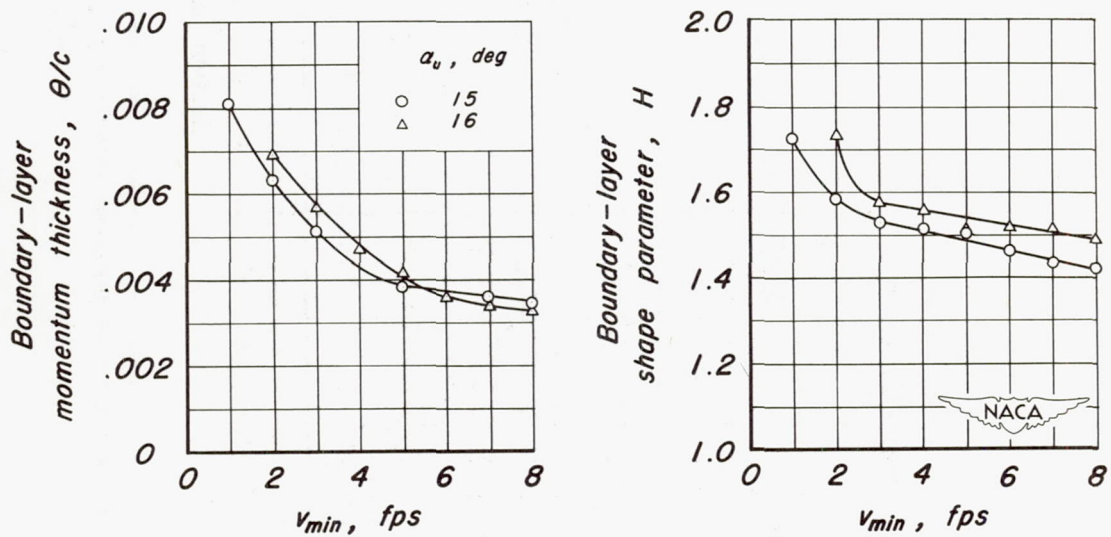 Boundary-layer
momentum thickness, θ/c
.010
.008
.006
.004
.002
0
0 2 4 6 8
v_min, fps
α_u, deg
○ 15
△ 16
Boundary-layer
shape parameter, H
2.0
1.8
1.6
1.4
1.2
1.0
0 2 4 6 8
v_min, fps
NACA